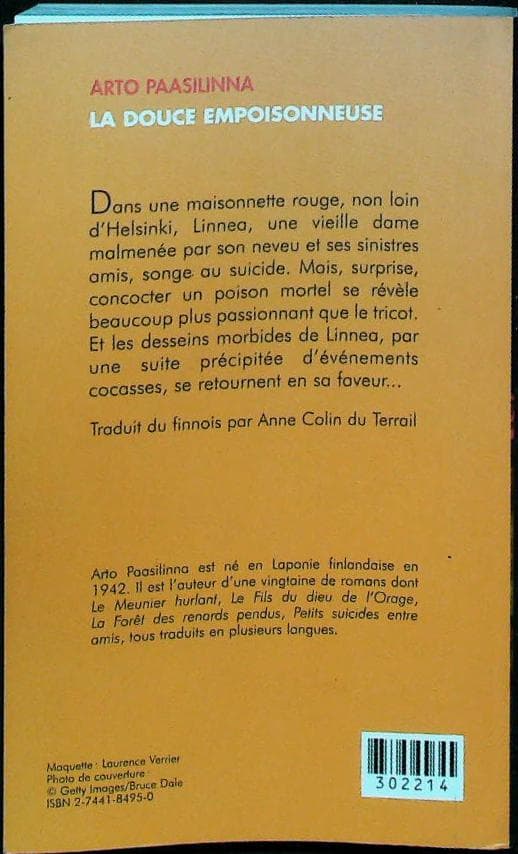 ARTO PAASILINNA
LA DOUCE EMPOISONNEUSE
Dans une maisonnette rouge, non loin
d'Helsinki, Linnea, une vieille dame
malmenée par son neveu et ses sinistres
amis, songe au suicide. Mais, surprise,
concocter un poison mortel se révèle
beaucoup plus passionnant que le tricot.
Et les desseins morbides de Linnea, par
une suite précipitée d'événements
cocasses, se retournent en sa faveur...
Traduit du finnois par Anne Colin du Terrail
Arto Paasilinna est né en Laponie finlandaise en
1942. Il est l'auteur d'une vingtaine de romans dont
Le Meunier hurlant, Le Fils du dieu de l'Orage,
La Forêt des renards pendus, Petits suicides entre
amis, tous traduits en plusieurs langues.
Maquette : Laurence Verrier
Photo de couverture :
© Getty Images/Bruce Dale
ISBN 2-7441-8495-0
302214